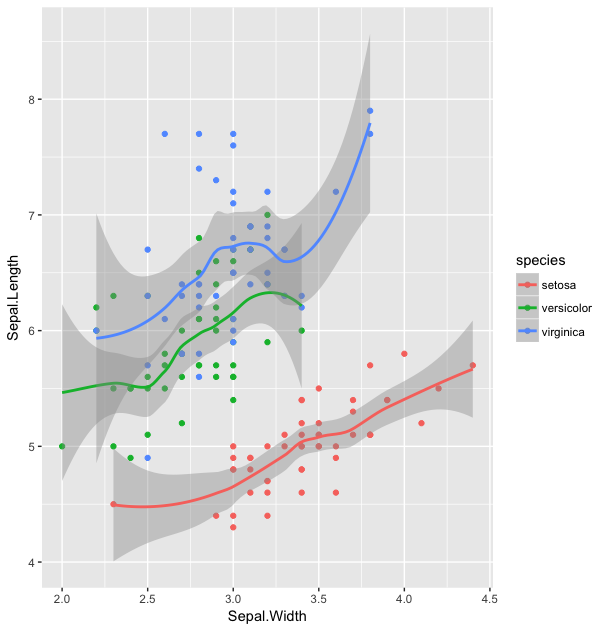 8
7
6
5
4
Sepal.Length
2.0 2.5 3.0 3.5 4.0 4.5
Sepal.Width
species
setosa
versicolor
virginica